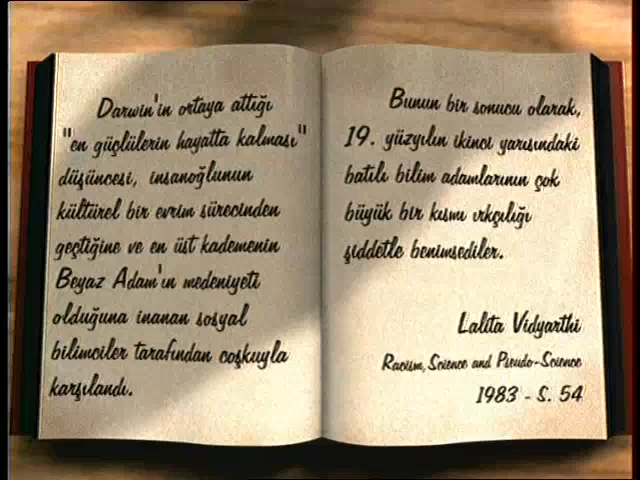 Darwin'in ortaya attığı
"en güçlülerin hayatta kalması"
düşüncesi, insanoğlunun
kültürel bir evrim sürecinden
geçtiğine ve en üst kademenin
Beyaz Adam'ın medeniyeti
olduğuna inanan sosyal
bilimciler tarafından coşkuyla
karşılandı.
Bunun bir sonucu olarak,
19. yüzyılın ikinci yarısındaki
batılı bilim adamlarının çok
büyük bir kısmı ırkçılığı
şiddetle benimsediler.
Lalita Vidyarthi
Racism, Science and Pseudo-Science
1983 - S. 54